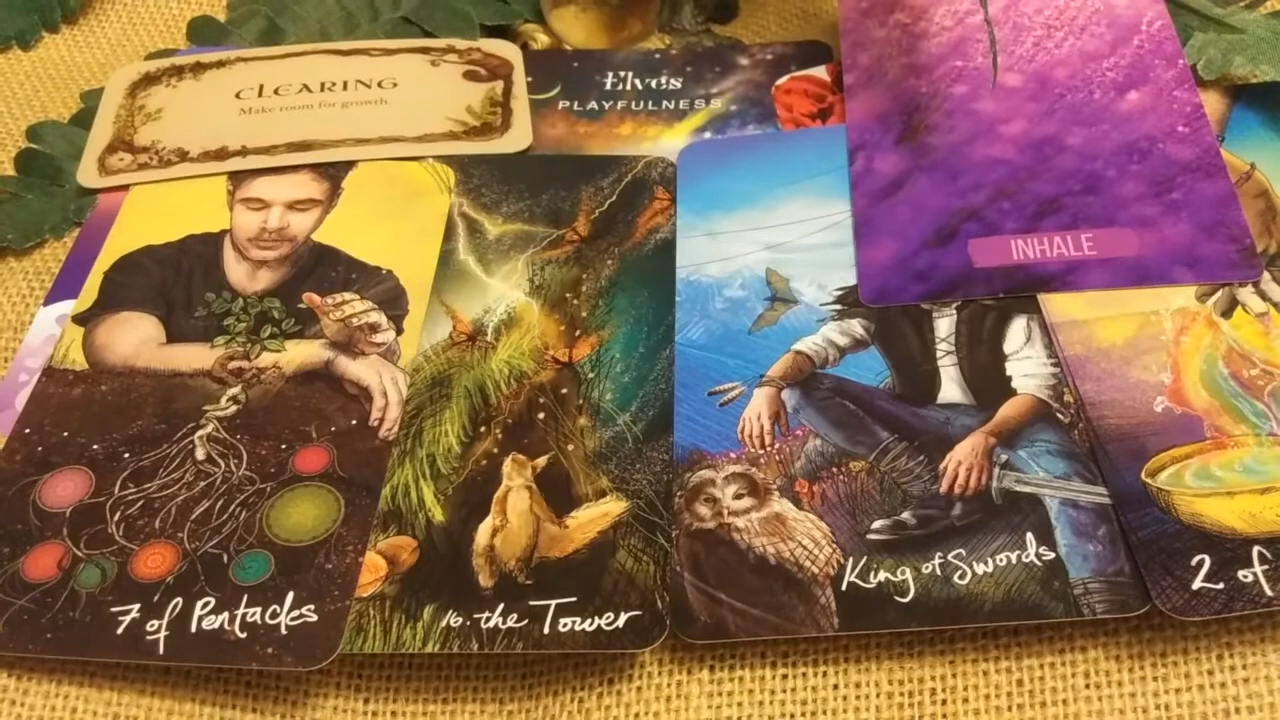 CLEARING
Make room for growth.
Elves
PLAYFULNESS
INHALE
7 of Pentacles
16. the Tower
King of Swords
2 of